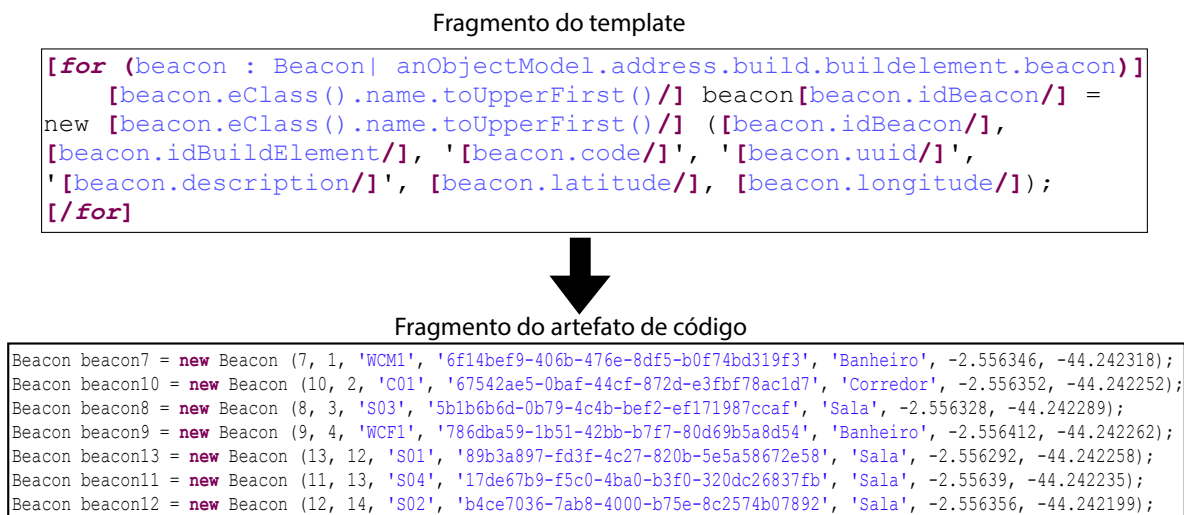 Fragmento do template
[for (beacon : Beacon| anObjectModel.address.build.buildelement.beacon)]
[beacon.eClass().name.toUpperFirst()/] beacon[beacon.idBeacon/] =
new [beacon.eClass().name.toUpperFirst()/] ([beacon.idBeacon/],
[beacon.idBuildElement/], '[beacon.code/]', '[beacon.uuid/]',
'[beacon.description/]', [beacon.latitude/], [beacon.longitude/]);
[/for]
Fragmento do artefato de código
Beacon beacon7 = new Beacon (7, 1, 'WCM1', '6f14bef9-406b-476e-8df5-b0f74bd319f3', 'Banheiro', -2.556346, -44.242318);
Beacon beacon10 = new Beacon (10, 2, 'C01', '67542ae5-0baf-44cf-872d-e3fbf78ac1d7', 'Corredor', -2.556352, -44.242252);
Beacon beacon8 = new Beacon (8, 3, 'S03', '5b1b6b6d-0b79-4c4b-bef2-ef171987ccaf', 'Sala', -2.556328, -44.242289);
Beacon beacon9 = new Beacon (9, 4, 'WCF1', '786dba59-1b51-42bb-b7f7-80d69b5a8d54', 'Banheiro', -2.556412, -44.242262);
Beacon beacon13 = new Beacon (13, 12, 'S01', '89b3a897-fd3f-4c27-820b-5e5a58672e58', 'Sala', -2.556292, -44.242258);
Beacon beacon11 = new Beacon (11, 13, 'S04', '17de67b9-f5c0-4ba0-b3f0-320dc26837fb', 'Sala', -2.55639, -44.242235);
Beacon beacon12 = new Beacon (12, 14, 'S02', 'b4ce7036-7ab8-4000-b75e-8c2574b07892', 'Sala', -2.556356, -44.242199);